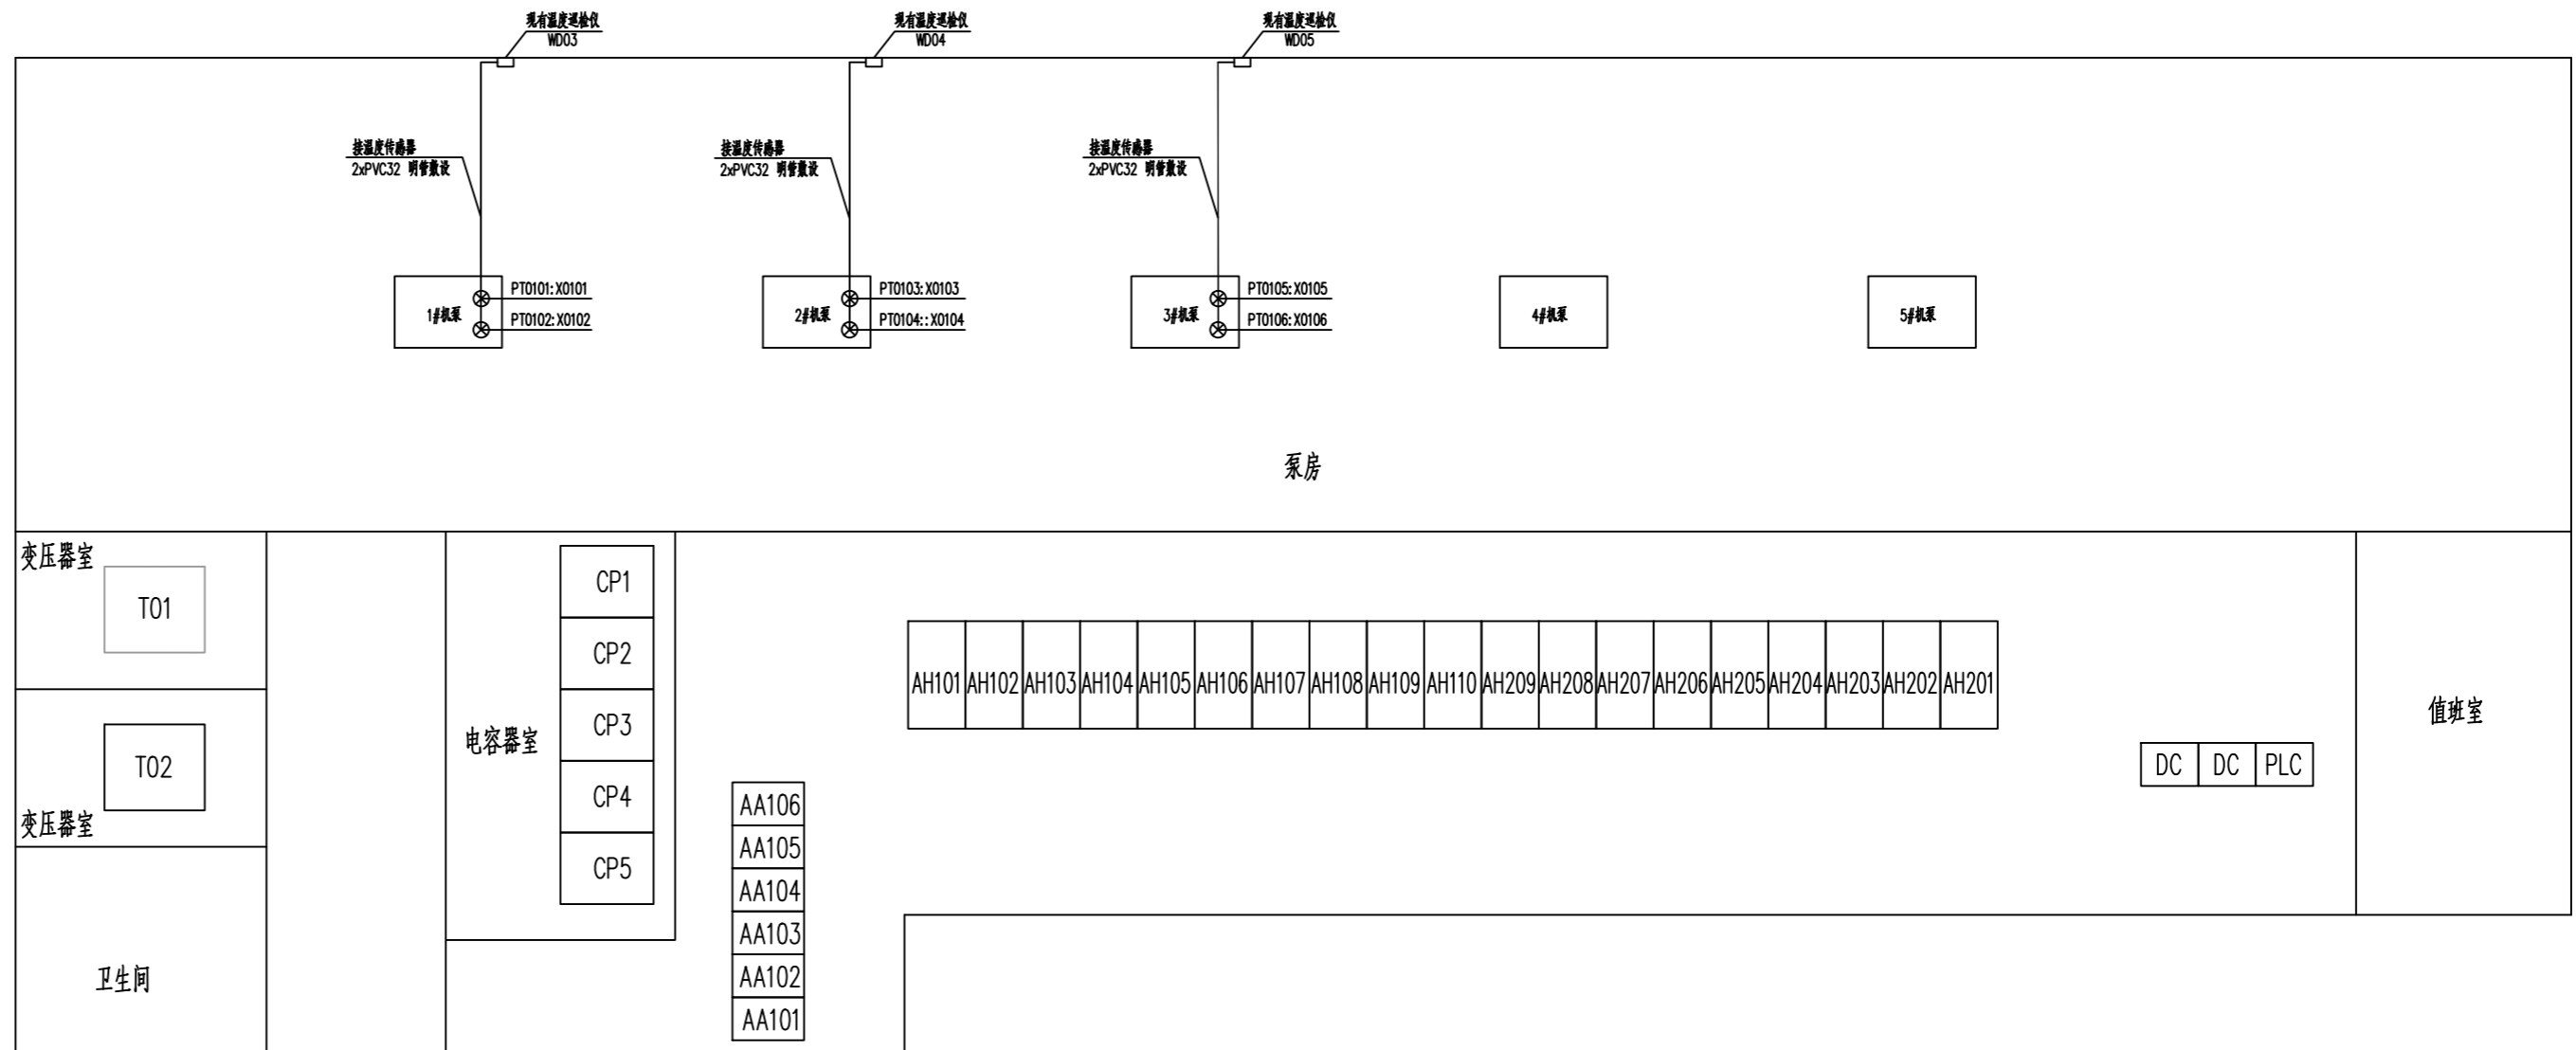 现有温度巡检仪
WD03
现有温度巡检仪
WD04
现有温度巡检仪
WD05
接温度传感器
2xPVC32 明管敷设
接温度传感器
2xPVC32 明管敷设
接温度传感器
2xPVC32 明管敷设
1#机泵
PT0101:X0101
PT0102:X0102
2#机泵
PT0103:X0103
PT0104::X0104
3#机泵
PT0105:X0105
PT0106:X0106
4#机泵
5#机泵
泵房
变压器室
T01
T02
变压器室
卫生间
电容器室
CP1
CP2
CP3
CP4
CP5
AA106
AA105
AA104
AA103
AA102
AA101
AH101 AH102 AH103 AH104 AH105 AH106 AH107 AH108 AH109 AH110 AH209 AH208 AH207 AH206 AH205 AH204 AH203 AH202 AH201
DC DC PLC
值班室